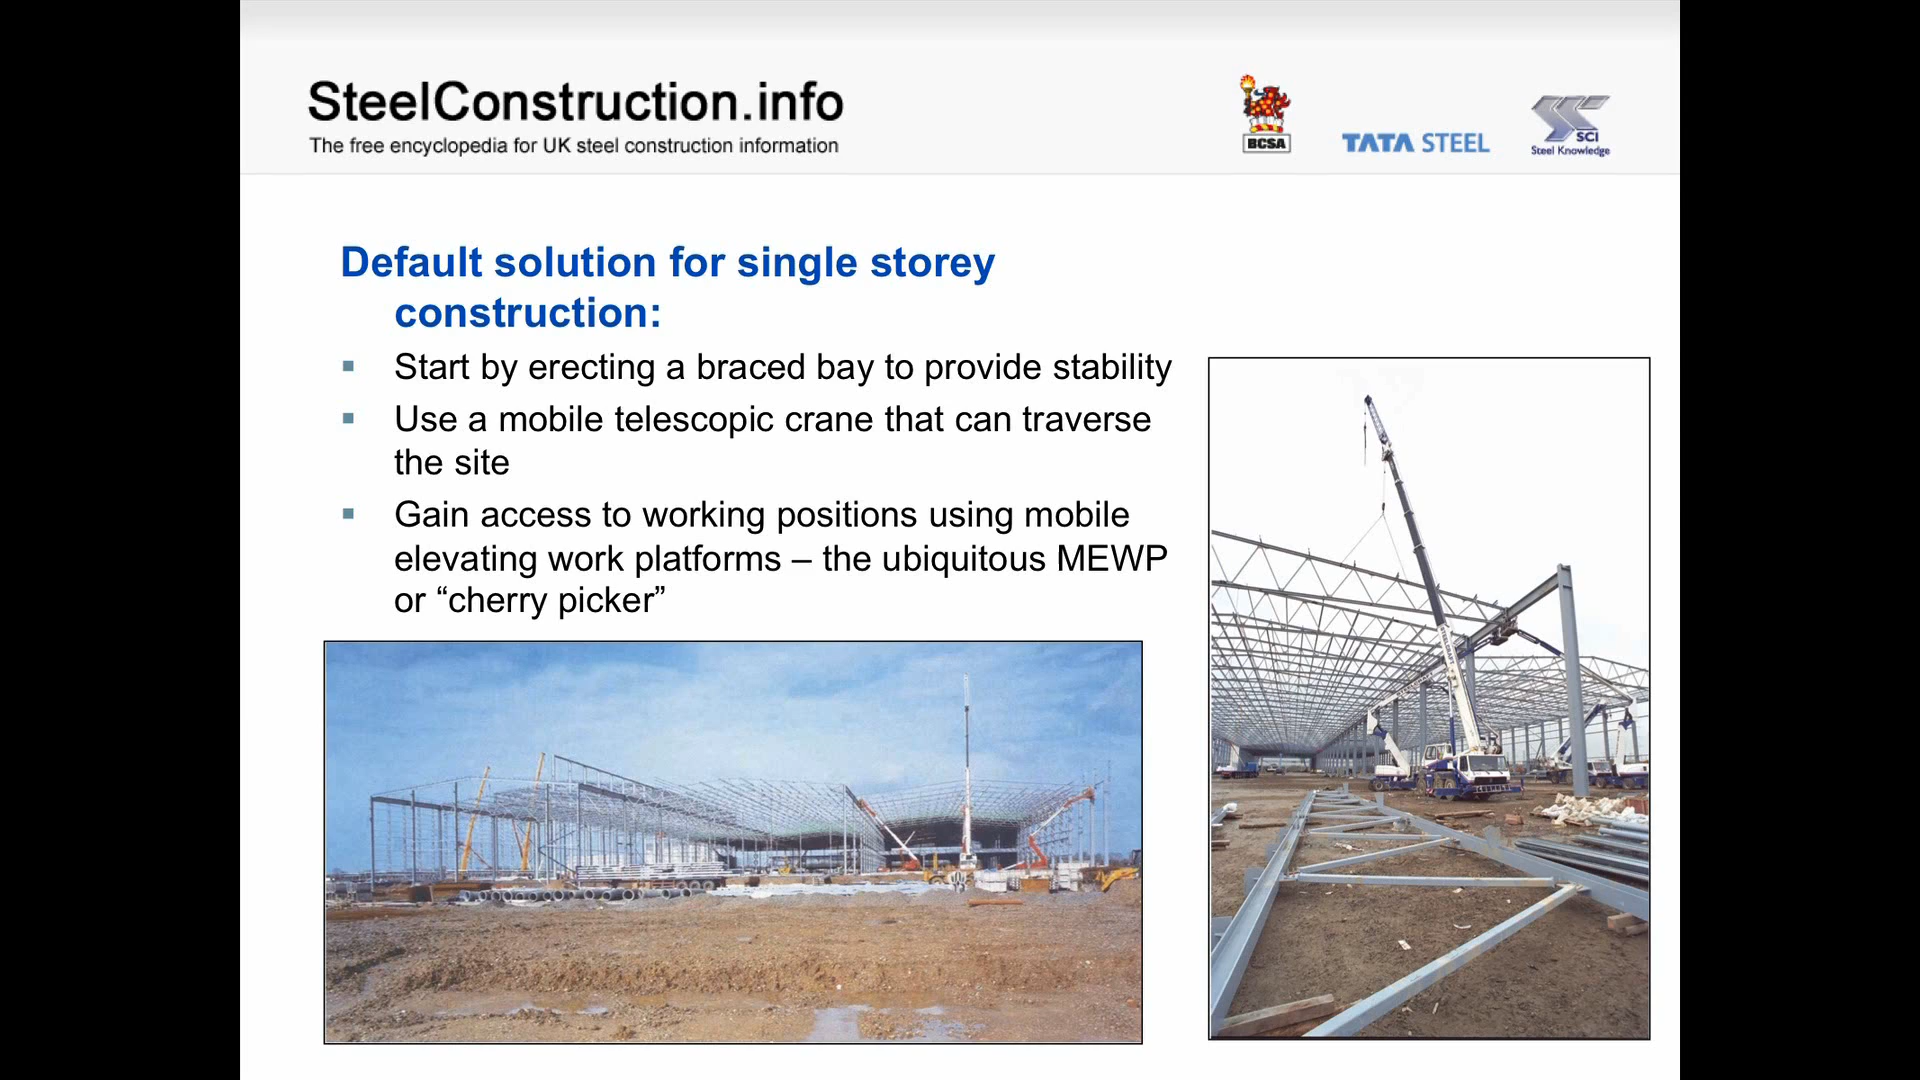 SteelConstruction.info
The free encyclopedia for UK steel construction information
BCSA
TATA STEEL
SCI
Steel Knowledge
Default solution for single storey
construction:
Start by erecting a braced bay to provide stability
Use a mobile telescopic crane that can traverse
the site
Gain access to working positions using mobile
elevating work platforms – the ubiquitous MEWP
or “cherry picker”